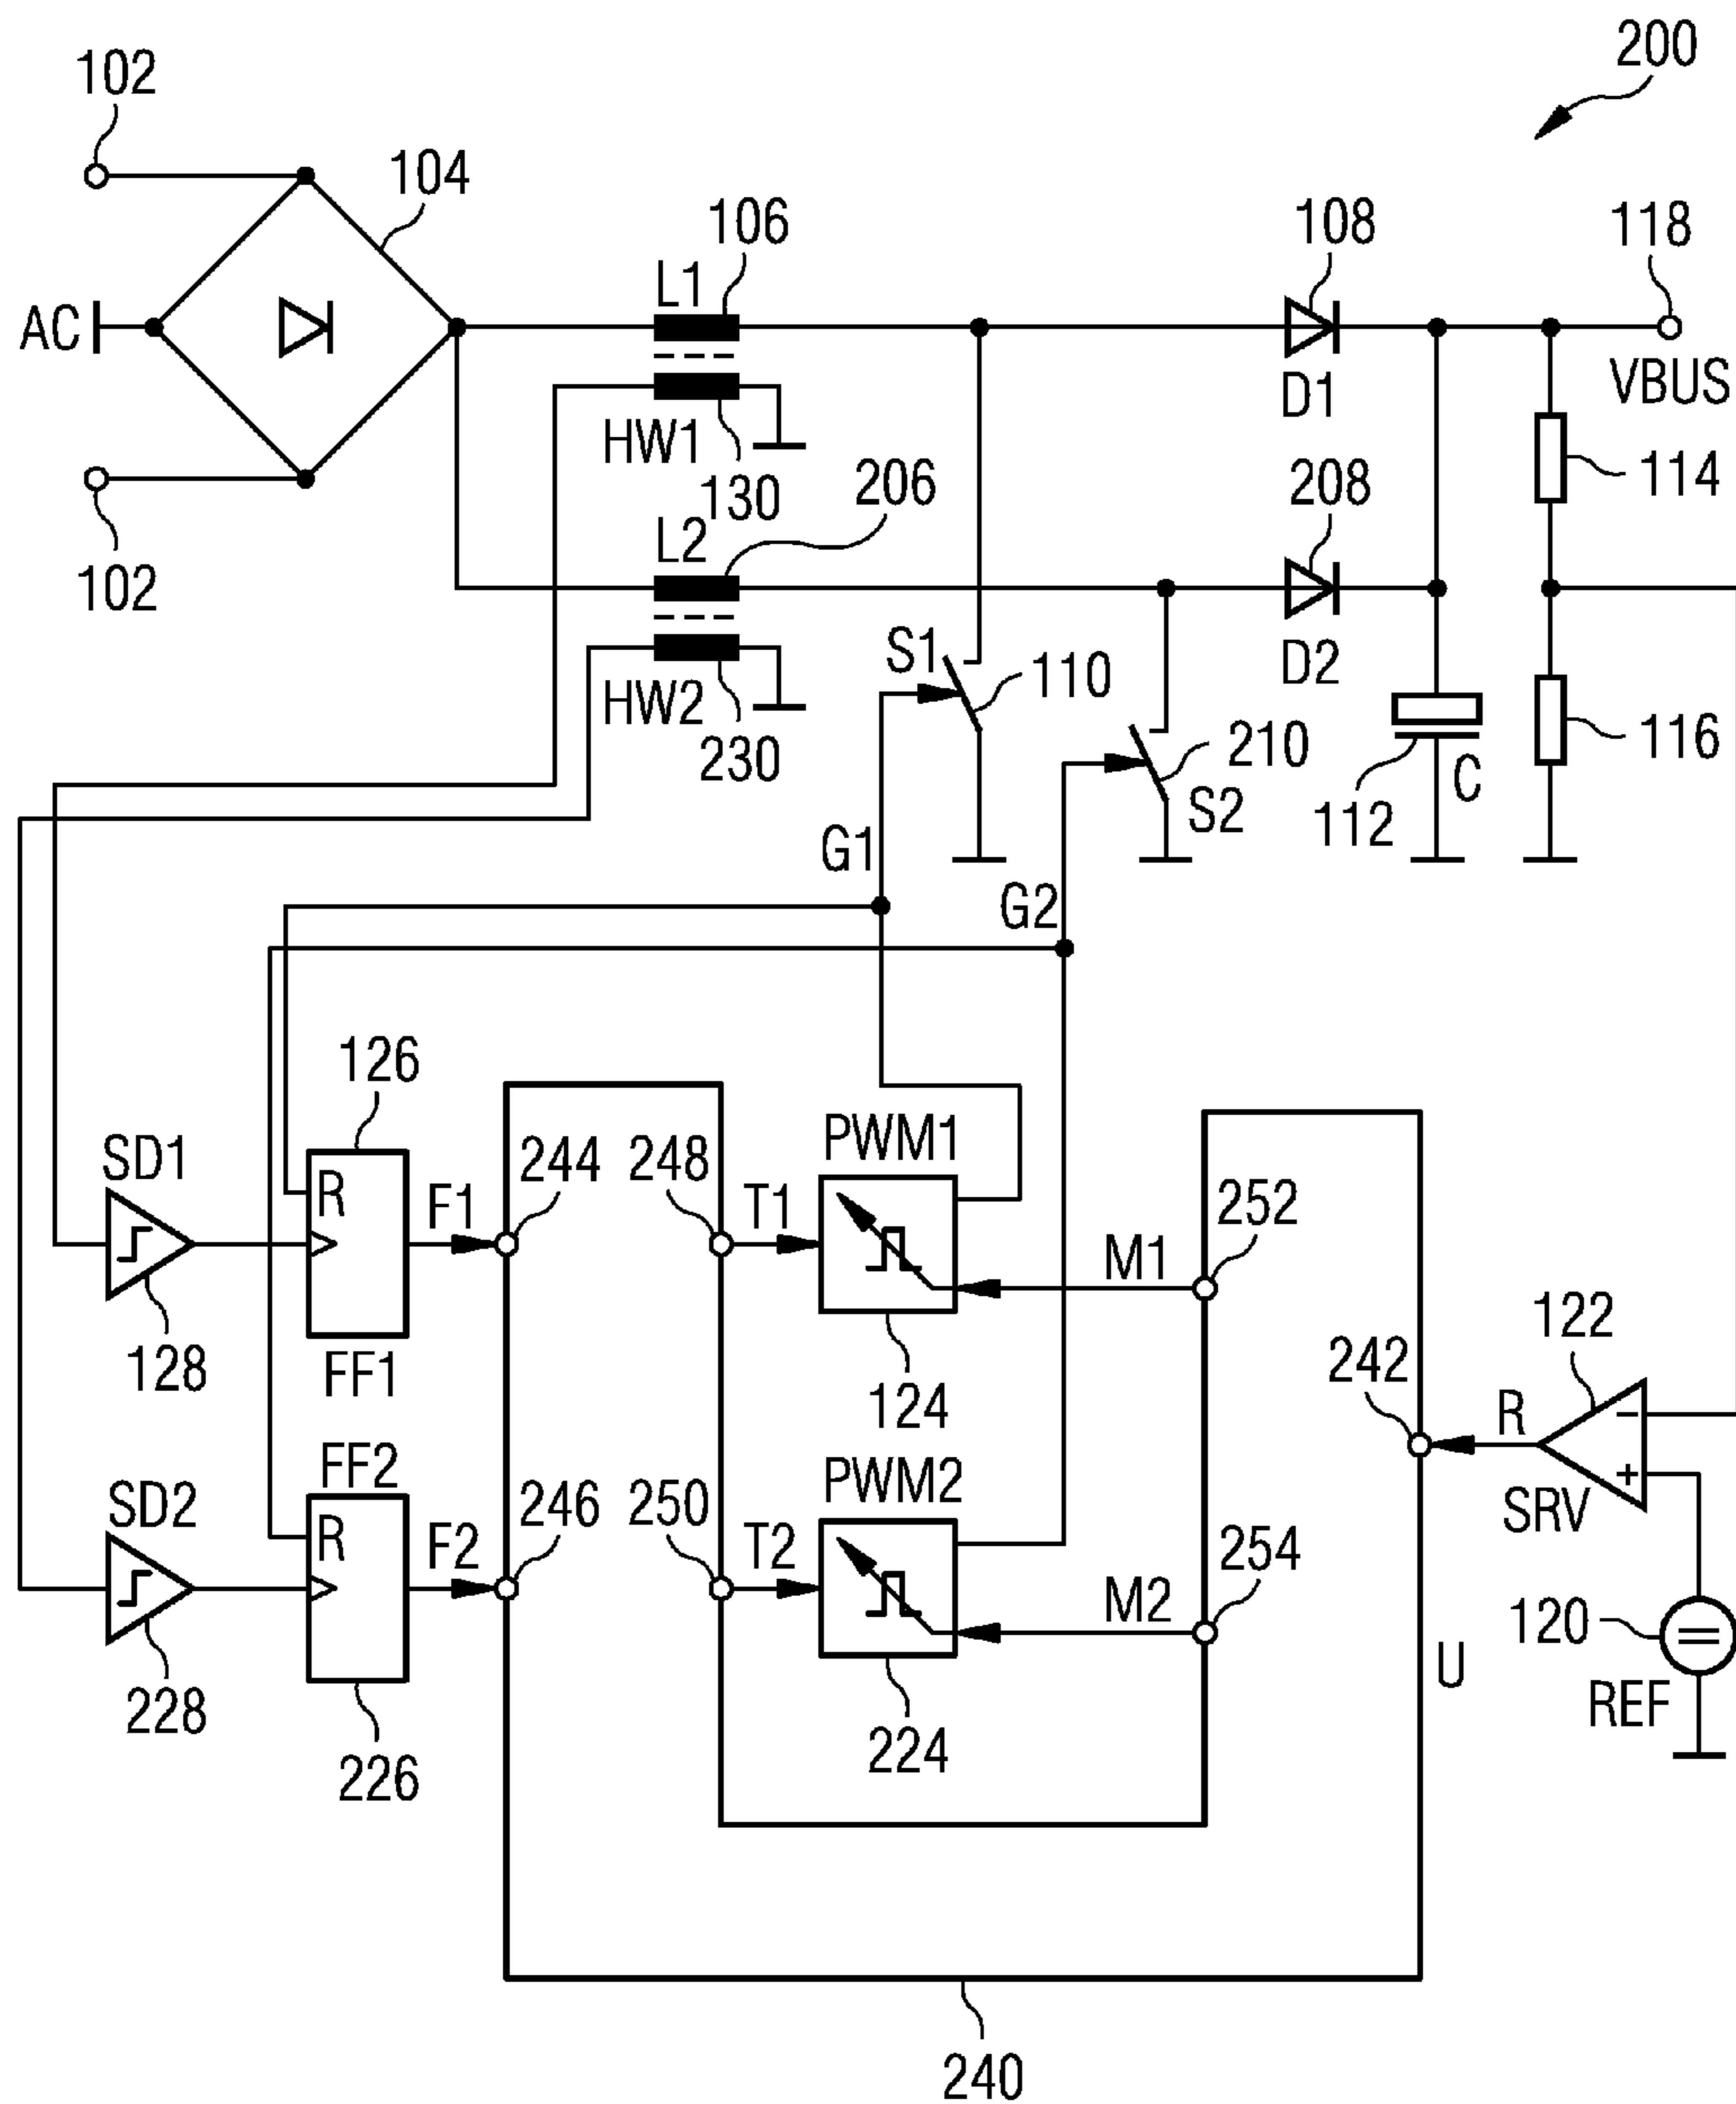 200
102
104
106
108
118
L1
AC
D1
VBUS
HW1
114
130
206
208
L2
102
S1
110
D2
HW2
116
230
210
C
S2
112
G1
G2
126
PWM1
SD1
244
248
R
F1
T1
252
M1
122
128
FF1
242
124
R
FF2
PWM2
SD2
246
250
SRV
R
F2
T2
254
M2
120
U
228
REF
224
226
240